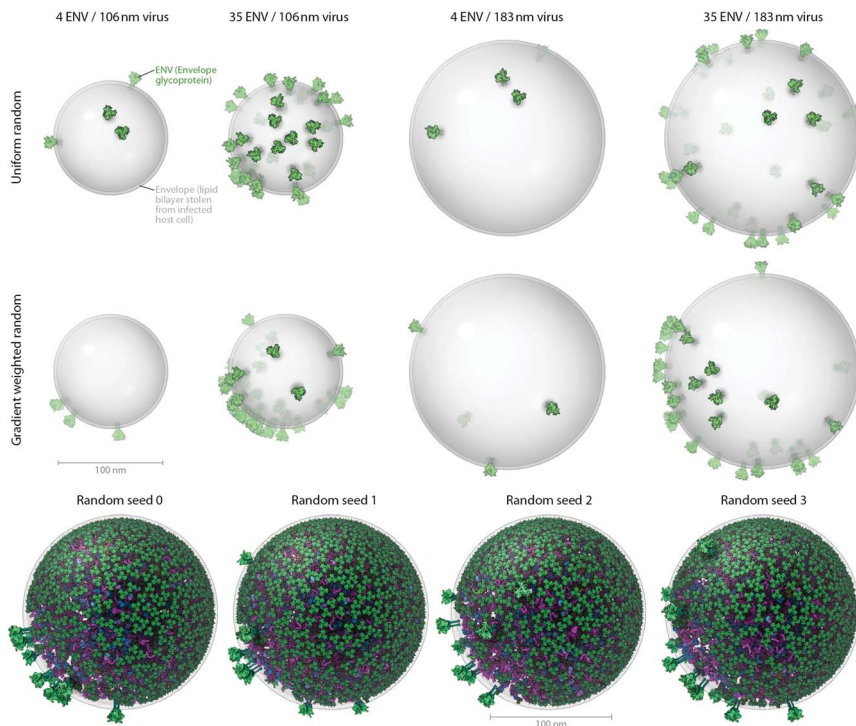 4 ENV / 106 nm virus
35 ENV / 106 nm virus
4 ENV / 183 nm virus
35 ENV / 183 nm virus
Uniform random
ENV (Envelope
glycoprotein)
Envelope (lipid
bilayer stolen
from infected
host cell)
Gradient weighted random
100 nm
Random seed 0
Random seed 1
Random seed 2
Random seed 3
100 nm